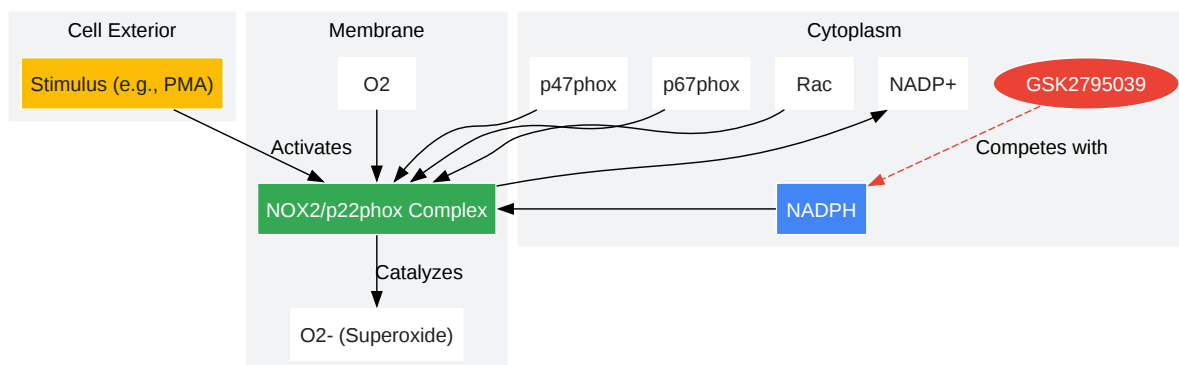 Cell Exterior
Membrane
Cytoplasm
Stimulus (e.g., PMA)
O2
p47phox
p67phox
Rac
NADP+
GSK2795039
Activates
Competes with
NOX2/p22phox Complex
NADPH
Catalyzes
O2- (Superoxide)